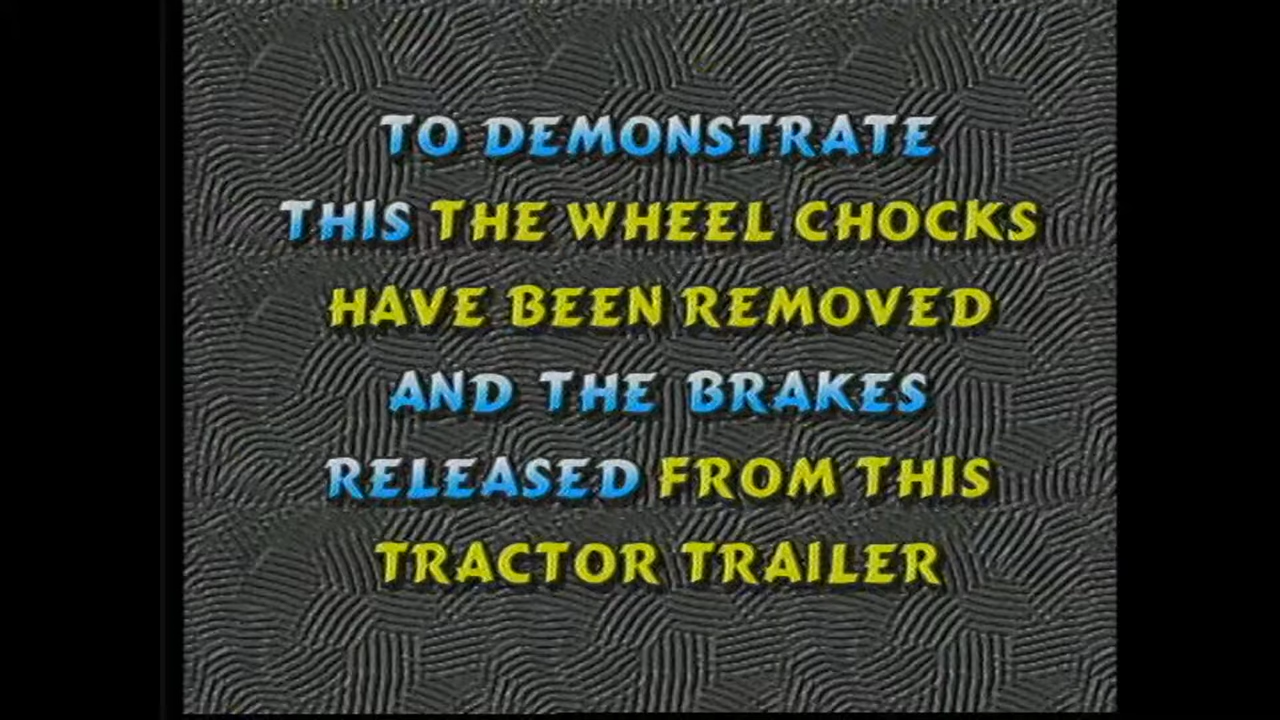 TO DEMONSTRATE
THIS THE WHEEL CHOCKS
HAVE BEEN REMOVED
AND THE BRAKES
RELEASED FROM THIS
TRACTOR TRAILER